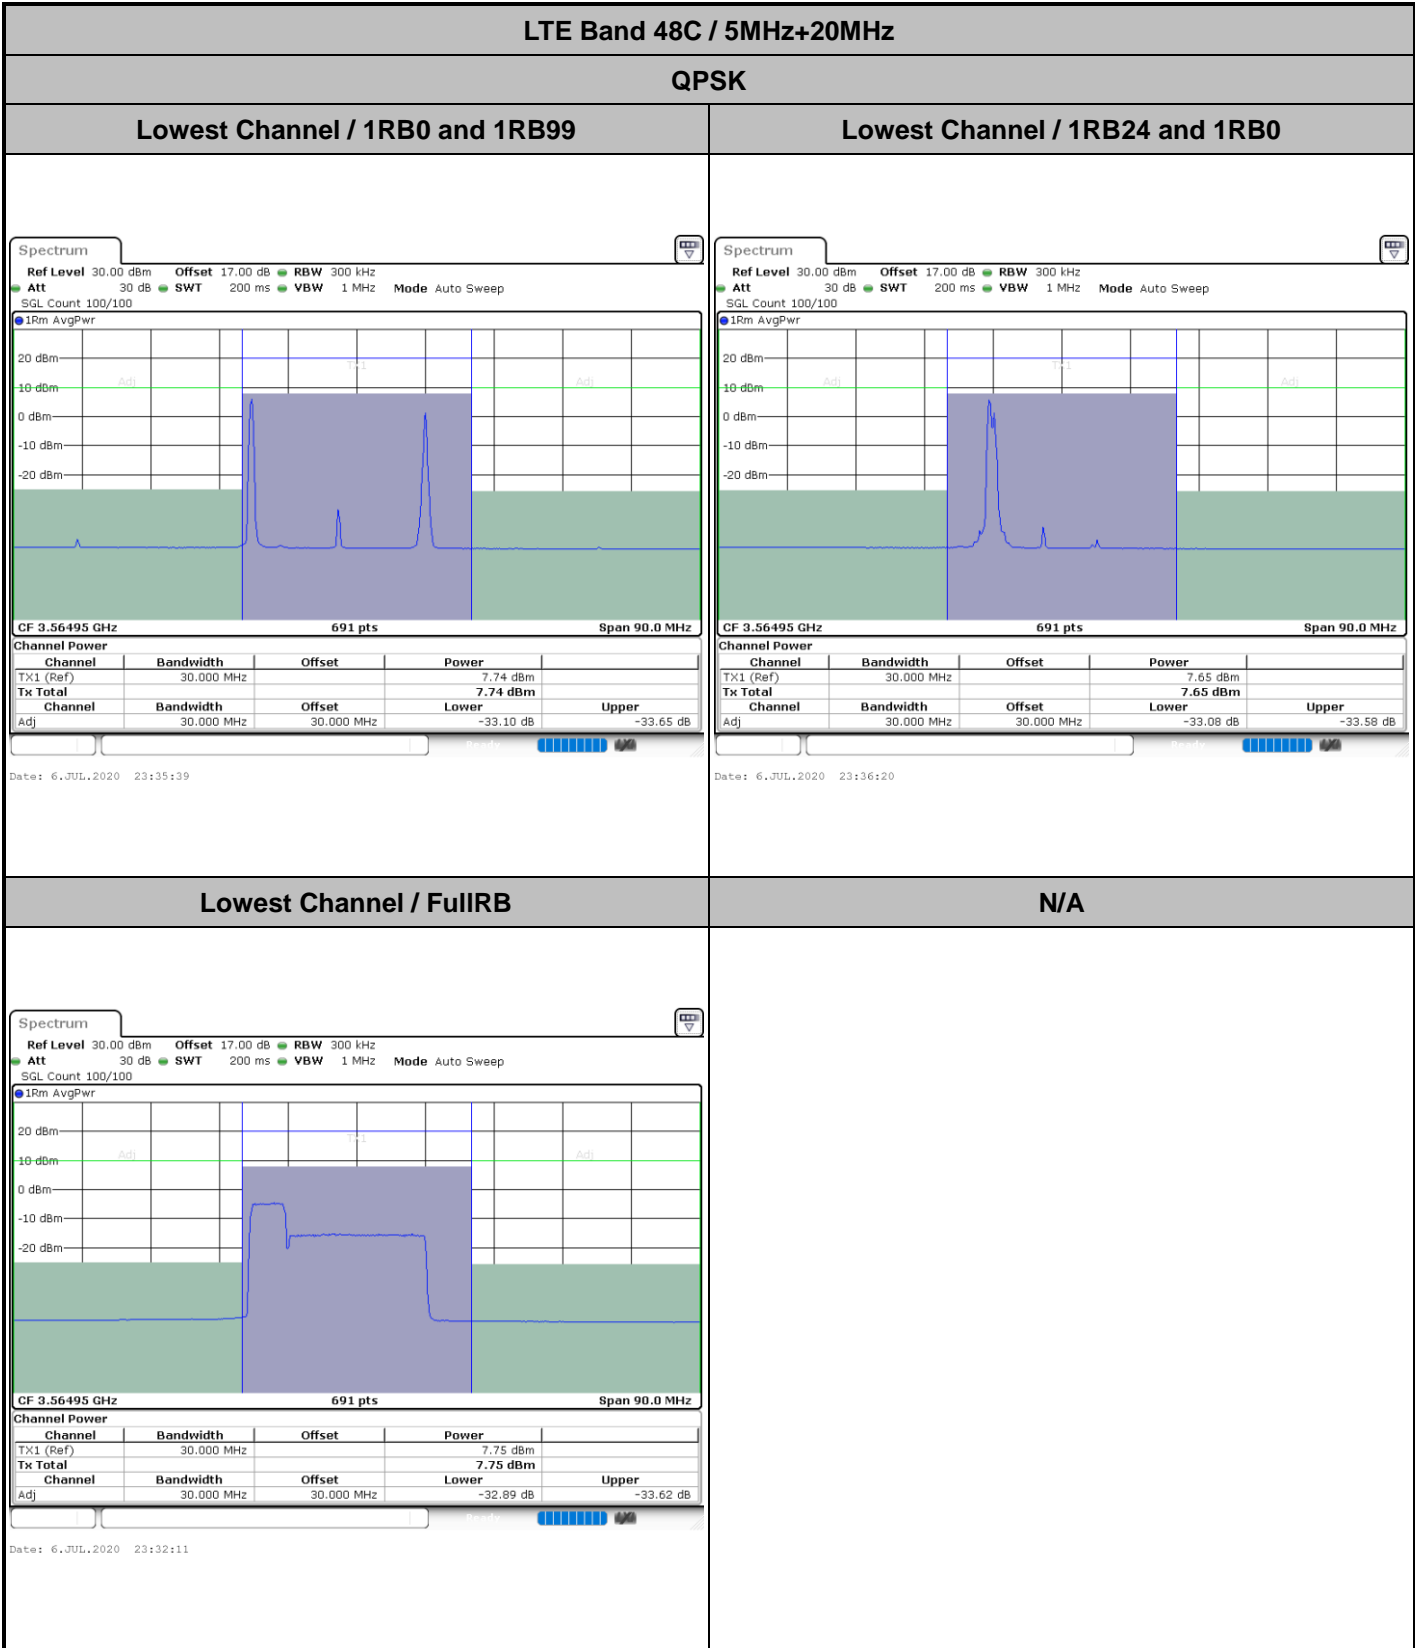 LTE Band 48C / 5MHz+20MHz
QPSK
Lowest Channel / 1RB0 and 1RB99
Lowest Channel / 1RB24 and 1RB0
Spectrum
Ref Level 30.00 dBm Offset 17.00 dB RBW 300 kHz
Att 30 dB SWT 200 ms VBW 1 MHz Mode Auto Sweep
SGL Count 100/100
1Rm AvgPwr
TX1
Adj
Adj
20 dBm
10 dBm
0 dBm
-10 dBm
-20 dBm
CF 3.56495 GHz 691 pts Span 90.0 MHz
Channel Power
Channel Bandwidth Offset Power
TX1 (Ref) 30.000 MHz 7.74 dBm
Tx Total 7.74 dBm
Channel Bandwidth Offset Lower Upper
Adj 30.000 MHz 30.000 MHz -33.10 dB -33.65 dB
Ready
Date: 6.JUL.2020 23:35:39
Spectrum
Ref Level 30.00 dBm Offset 17.00 dB RBW 300 kHz
Att 30 dB SWT 200 ms VBW 1 MHz Mode Auto Sweep
SGL Count 100/100
1Rm AvgPwr
TX1
Adj
Adj
20 dBm
10 dBm
0 dBm
-10 dBm
-20 dBm
CF 3.56495 GHz 691 pts Span 90.0 MHz
Channel Power
Channel Bandwidth Offset Power
TX1 (Ref) 30.000 MHz 7.65 dBm
Tx Total 7.65 dBm
Channel Bandwidth Offset Lower Upper
Adj 30.000 MHz 30.000 MHz -33.08 dB -33.58 dB
Ready
Date: 6.JUL.2020 23:36:20
Lowest Channel / FullRB
N/A
Spectrum
Ref Level 30.00 dBm Offset 17.00 dB RBW 300 kHz
Att 30 dB SWT 200 ms VBW 1 MHz Mode Auto Sweep
SGL Count 100/100
1Rm AvgPwr
TX1
Adj
Adj
20 dBm
10 dBm
0 dBm
-10 dBm
-20 dBm
CF 3.56495 GHz 691 pts Span 90.0 MHz
Channel Power
Channel Bandwidth Offset Power
TX1 (Ref) 30.000 MHz 7.75 dBm
Tx Total 7.75 dBm
Channel Bandwidth Offset Lower Upper
Adj 30.000 MHz 30.000 MHz -32.89 dB -33.62 dB
Ready
Date: 6.JUL.2020 23:32:11